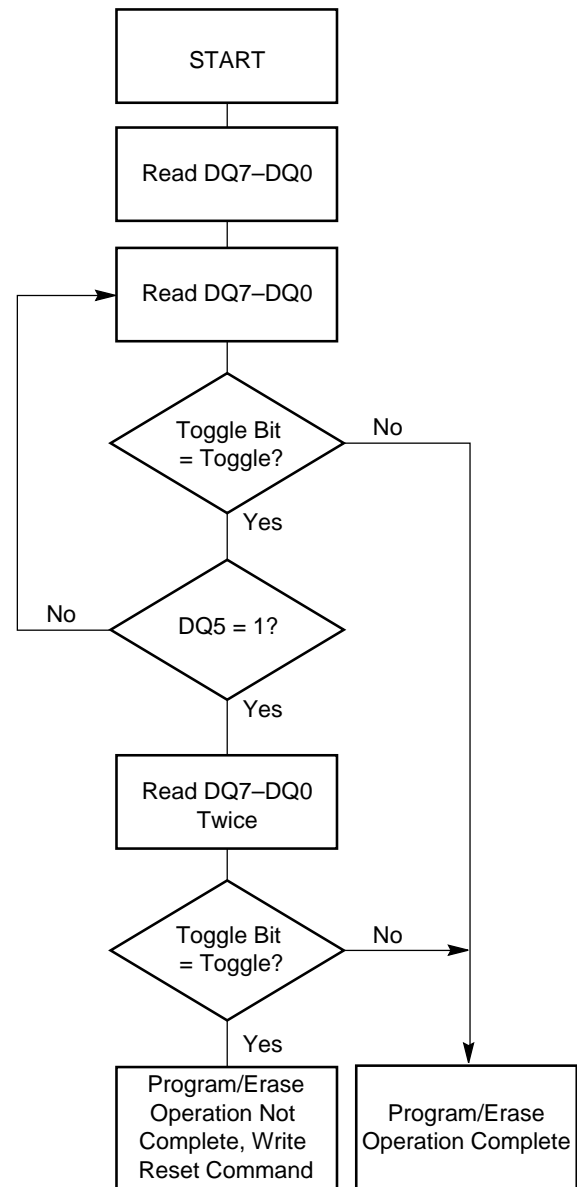 START
Read DQ7–DQ0
Read DQ7–DQ0
Toggle Bit
= Toggle?
No
Yes
No
DQ5 = 1?
Yes
Read DQ7–DQ0
Twice
Toggle Bit
= Toggle?
No
Yes
Program/Erase
Operation Not
Complete, Write
Reset Command
Program/Erase
Operation Complete